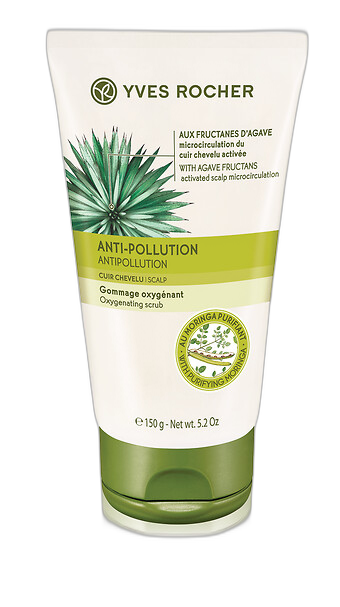 YVES ROCHER
AUX FRUCTANES D'AGAVE
microcirculation du
cuir chevelu activée
WITH AGAVE FRUCTANS
activated scalp microcirculation
ANTI-POLLUTION
ANTIPOLLUTION
CUIR CHEVELU | SCALP
Gommage oxygénant
Oxygenating scrub
AU MORINGA PURIFIANT
WITH PURIFYING MORINGA
℮ 150 g - Net wt. 5.2 Oz